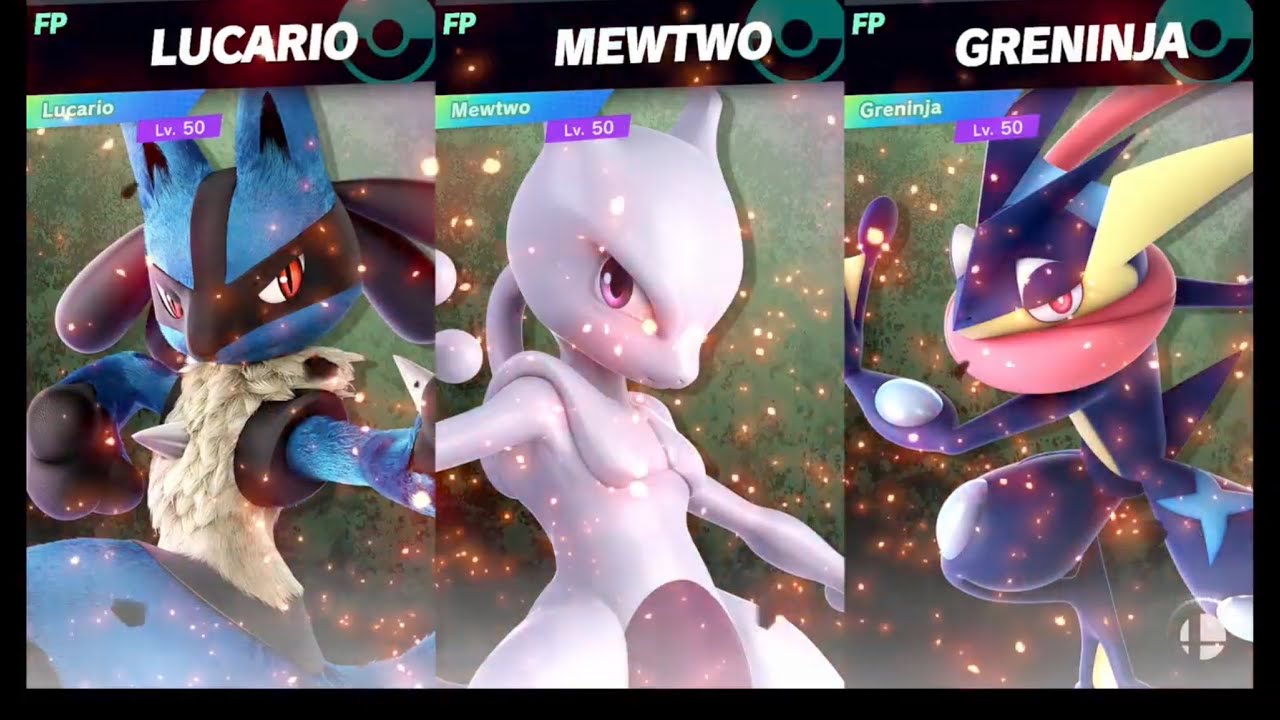 FP
LUCARIO
Lucario
Lv. 50
FP
MEWTWO
Mewtwo
Lv. 50
FP
GRENINJA
Greninja
Lv. 50